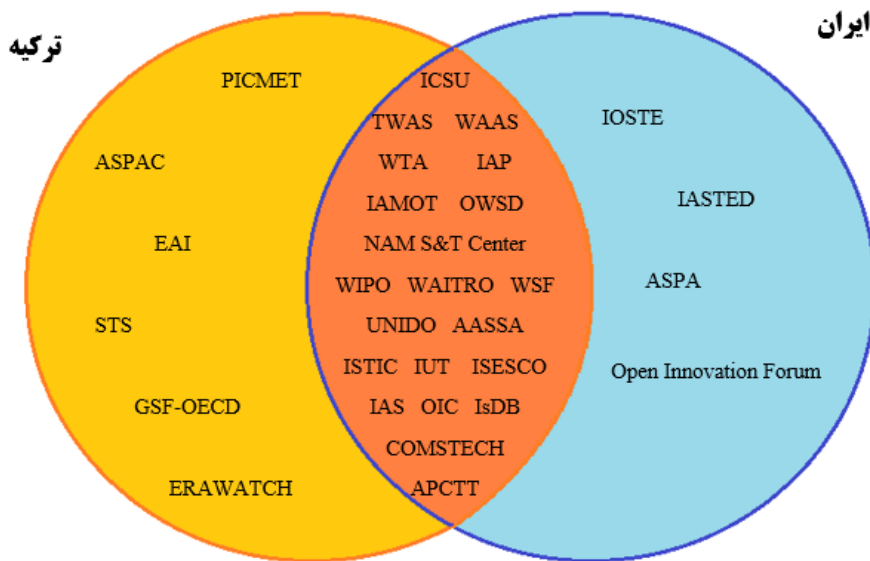 ایران
ترکیه
PICMET
ASPAC
EAI
STS
GSF-OECD
ERAWATCH
ICSU
TWAS WAAS
WTA IAP
IAMOT OWSD
NAM S&T Center
WIPO WAITRO WSF
UNIDO AASSA
ISTIC IUT ISESCO
IAS OIC IsDB
COMSTECH
APCTT
IOSTE
IASTED
ASPA
Open Innovation Forum